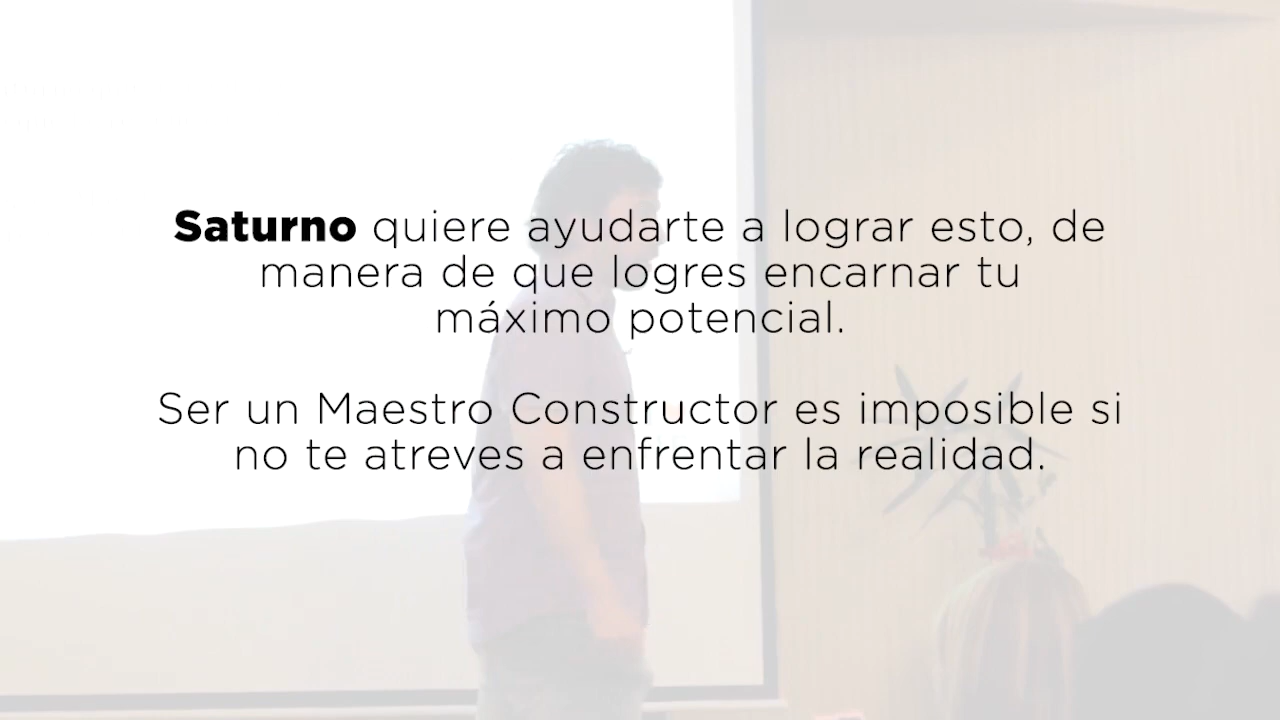 Saturno quiere ayudarte a lograr esto, de
manera de que logres encarnar tu
máximo potencial.
Ser un Maestro Constructor es imposible si
no te atreves a enfrentar la realidad.